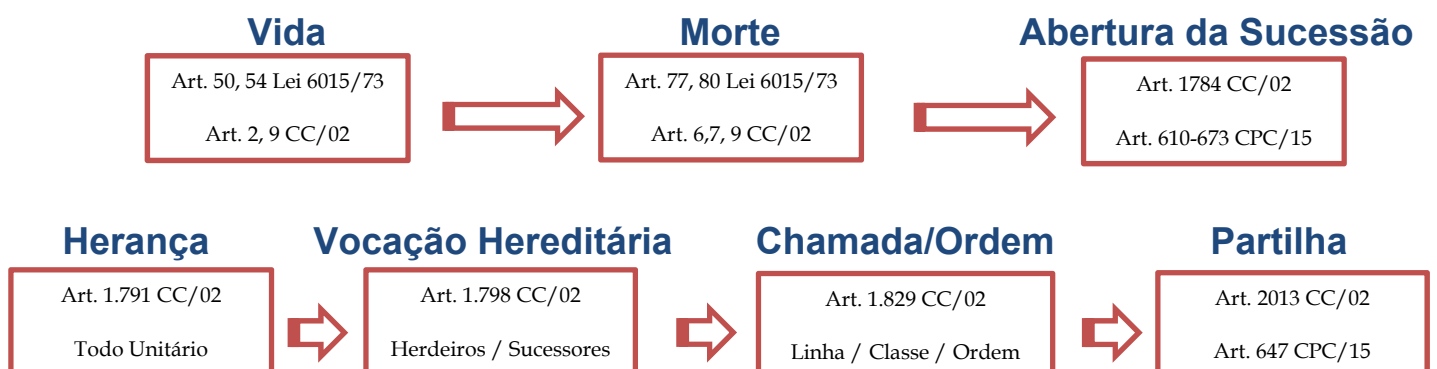 Vida
Morte
Abertura da Sucessão
Art. 50, 54 Lei 6015/73
Art. 2, 9 CC/02
Art. 77, 80 Lei 6015/73
Art. 6,7, 9 CC/02
Art. 1784 CC/02
Art. 610-673 CPC/15
Herança
Vocação Hereditária
Chamada/Ordem
Partilha
Art. 1.791 CC/02
Todo Unitário
Art. 1.798 CC/02
Herdeiros / Sucessores
Art. 1.829 CC/02
Linha / Classe / Ordem
Art. 2013 CC/02
Art. 647 CPC/15